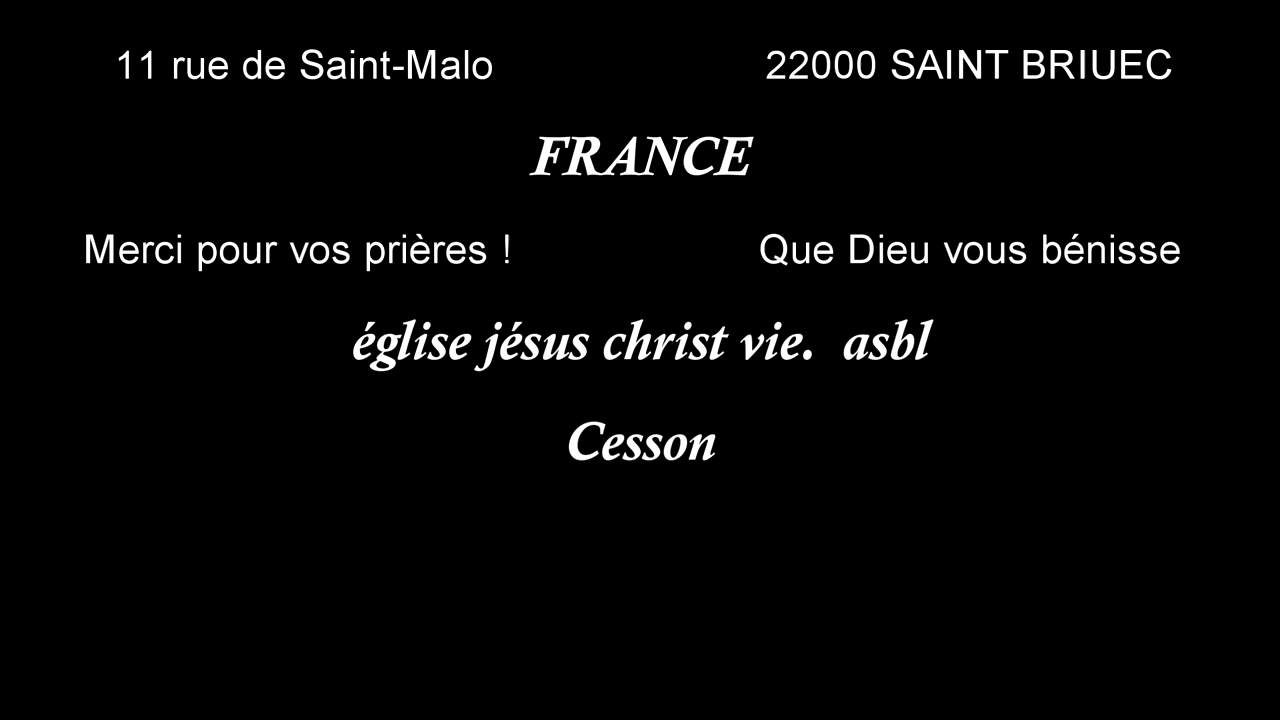 11 rue de Saint-Malo 22000 SAINT BRIUEC
FRANCE
Merci pour vos prières ! Que Dieu vous bénisse
église jésus christ vie. asbl
Cesson